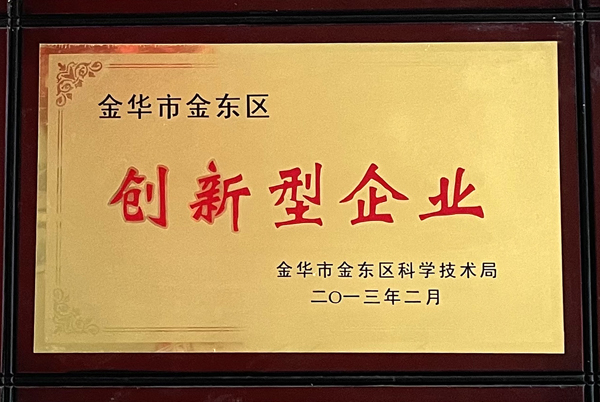 金华市金东区
创新型企业
金华市金东区科学技术局
二〇一三年二月